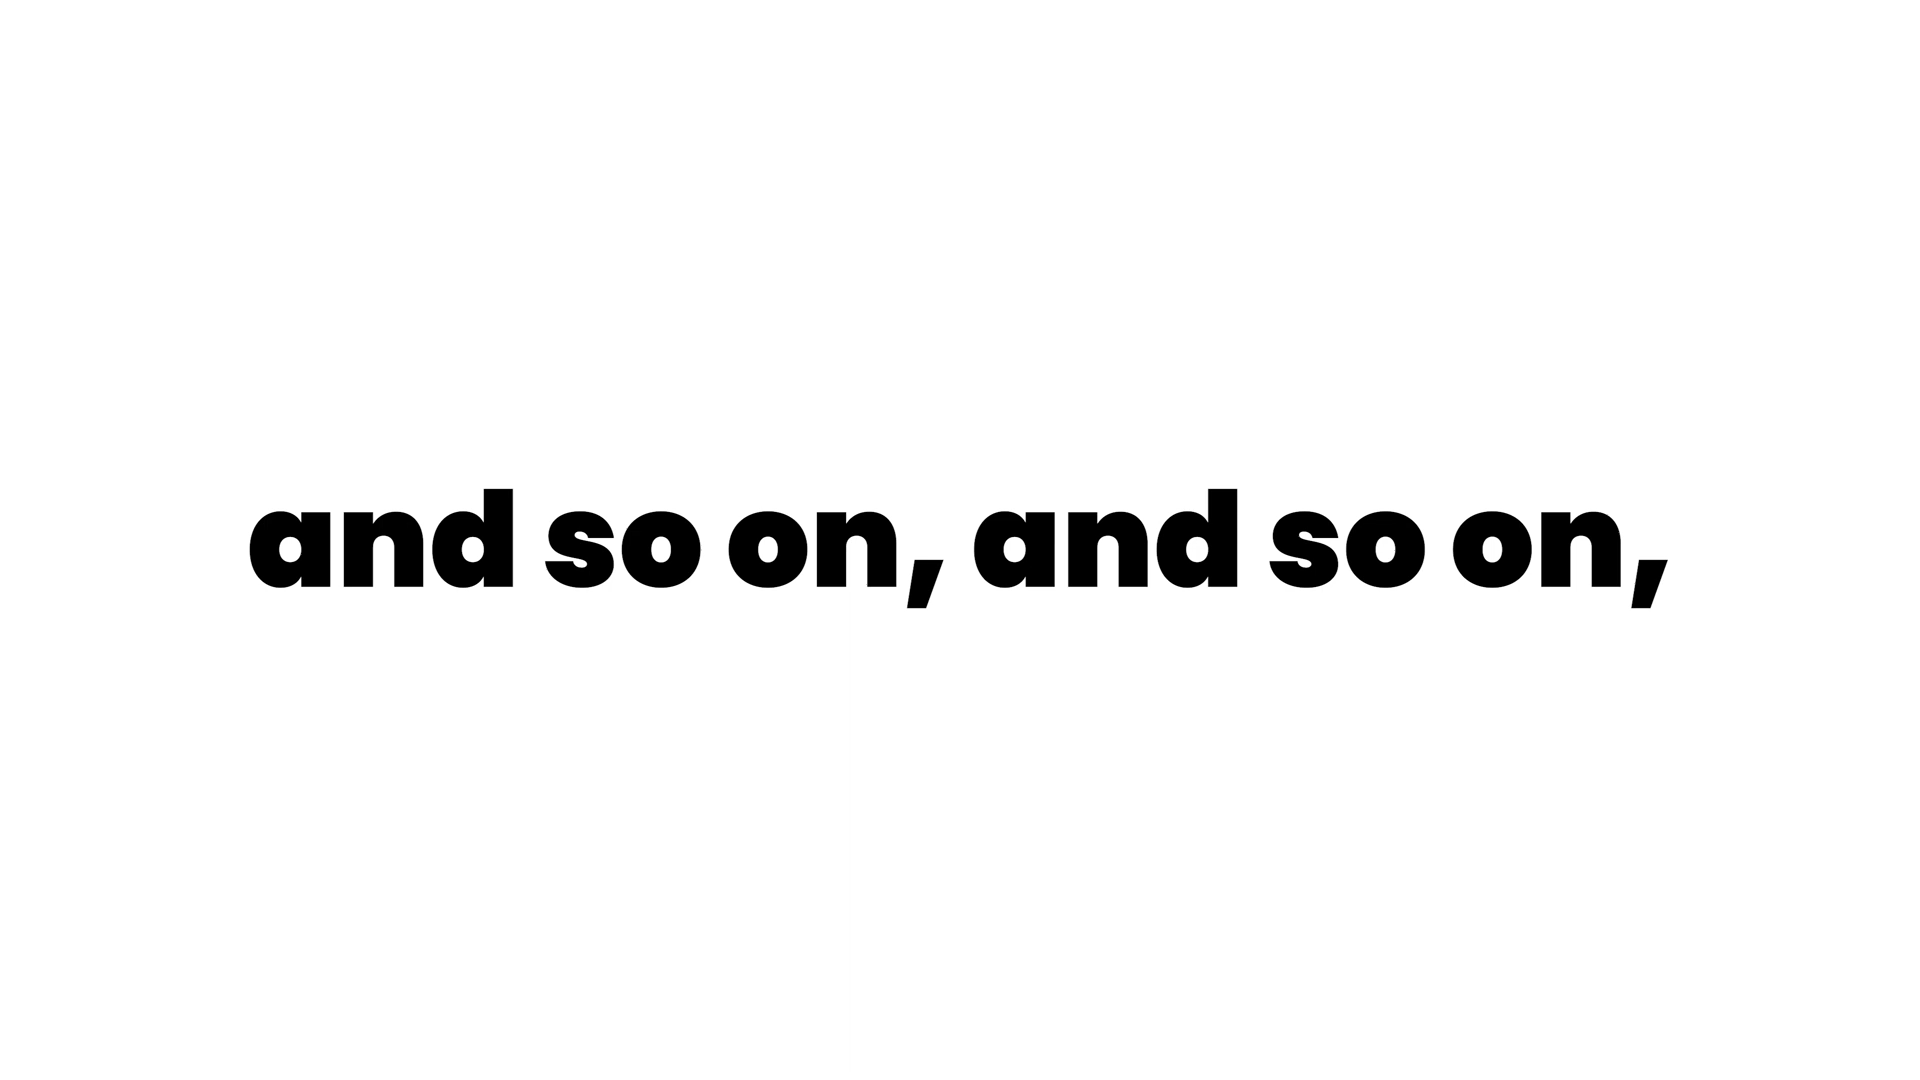 and so on, and so on,